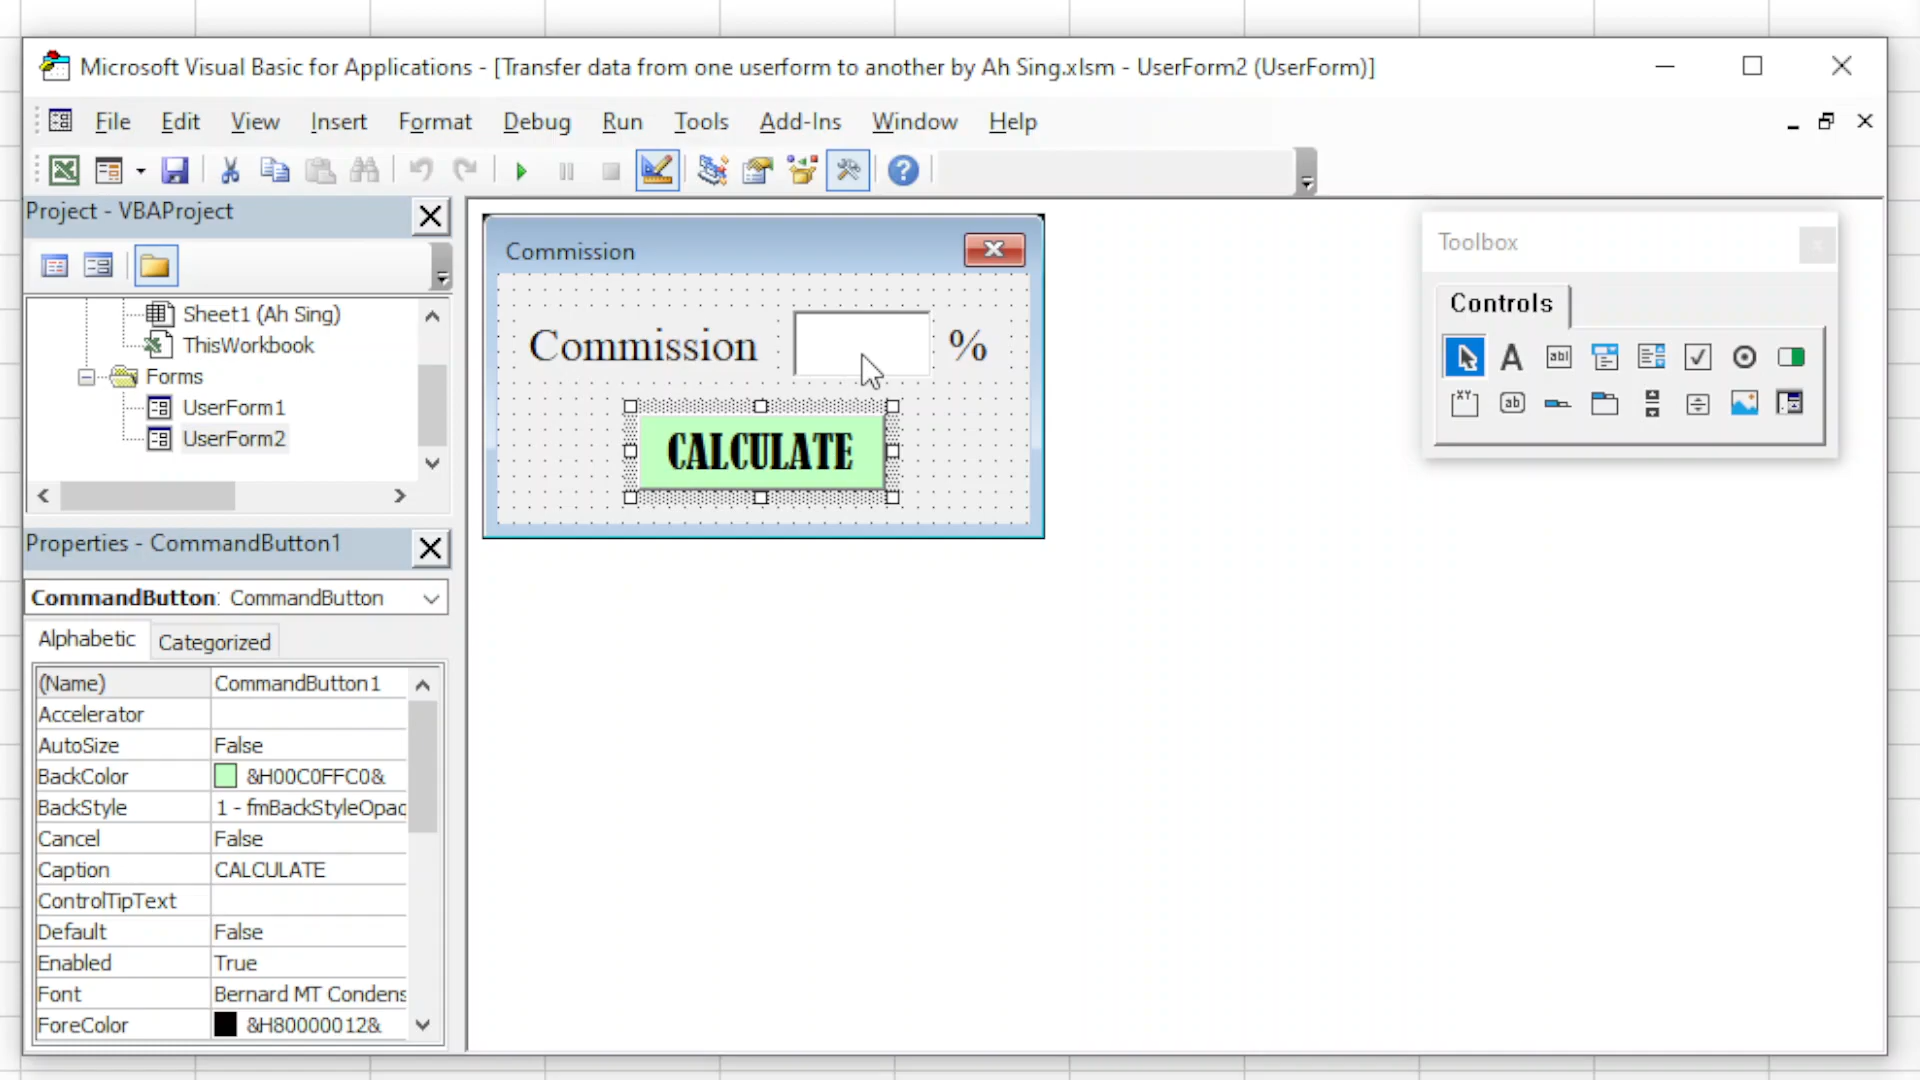 Microsoft Visual Basic for Applications - [Transfer data from one userform to another by Ah Sing.xlsm - UserForm2 (UserForm)]
File Edit View Insert Format Debug Run Tools Add-Ins Window Help
Project - VBAProject
Sheet1 (Ah Sing)
ThisWorkbook
Forms
UserForm1
UserForm2
Commission
Commission %
CALCULATE
Toolbox
Controls
A abl
XY ab
Properties - CommandButton1
CommandButton: CommandButton
Alphabetic Categorized
(Name) CommandButton1
Accelerator
AutoSize False
BackColor &H00C0FFC0&
BackStyle 1 - fmBackStyleOpac
Cancel False
Caption CALCULATE
ControlTipText
Default False
Enabled True
Font Bernard MT Condens
ForeColor &H80000012&